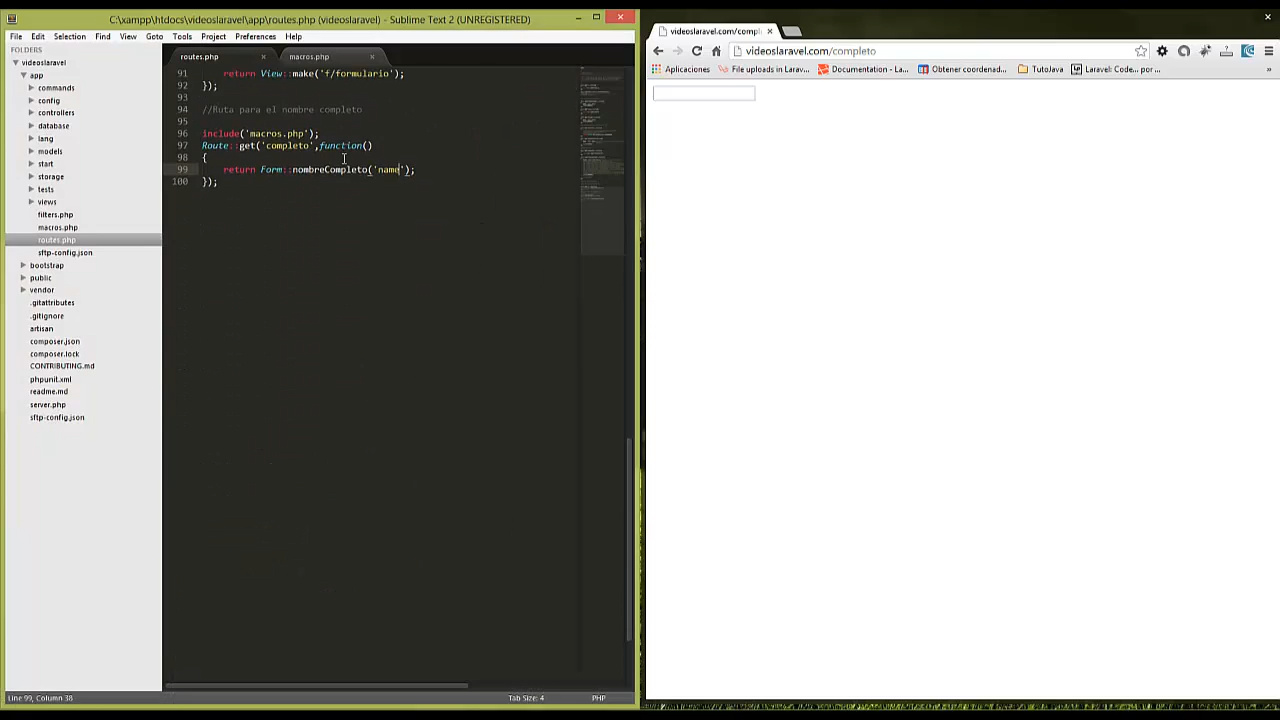 C:\xampp\htdocs\videoslaravel\app\routes.php (videoslaravel) - Sublime Text 2 (UNREGISTERED)
File Edit Selection Find View Goto Tools Project Preferences Help
FOLDERS
videoslaravel
app
commands
config
controllers
database
lang
models
start
storage
tests
views
filters.php
macros.php
routes.php
sftp-config.json
bootstrap
public
vendor
.gitattributes
.gitignore
artisan
composer.json
composer.lock
CONTRIBUTING.md
phpunit.xml
readme.md
server.php
sftp-config.json
routes.php macros.php
91 return View::make('f/formulario');
92 });
93
94 //Ruta para el nombre completo
95
96 include('macros.php');
97 Route::get('completo',function()
98 {
99 return Form::nombreCompleto('name');
100 });
Line 99, Column 38 Tab Size: 4 PHP
videoslaravel.com/compl
videoslaravel.com/completo
Aplicaciones File uploads in Larav... Documentation - La... Obtener coordenad... TutoJava Laravel: Code... por ...